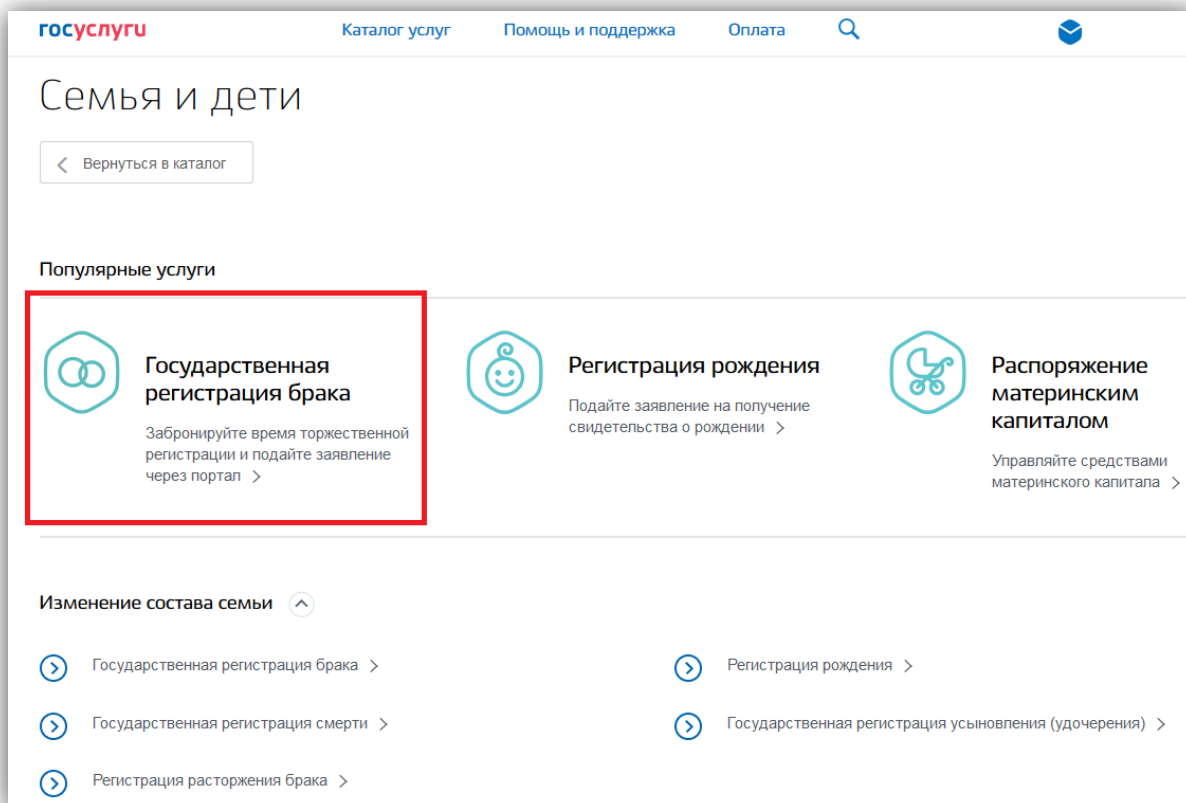 госуслуги Каталог услуг Помощь и поддержка Оплата
Семья и дети
Вернуться в каталог
Популярные услуги
Государственная
регистрация брака
Забронируйте время торжественной
регистрации и подайте заявление
через портал
Регистрация рождения
Подайте заявление на получение
свидетельства о рождении
Распоряжение
материнским
капиталом
Управляйте средствами
материнского капитала
Изменение состава семьи
Государственная регистрация брака
Регистрация рождения
Государственная регистрация смерти
Государственная регистрация усыновления (удочерения)
Регистрация расторжения брака